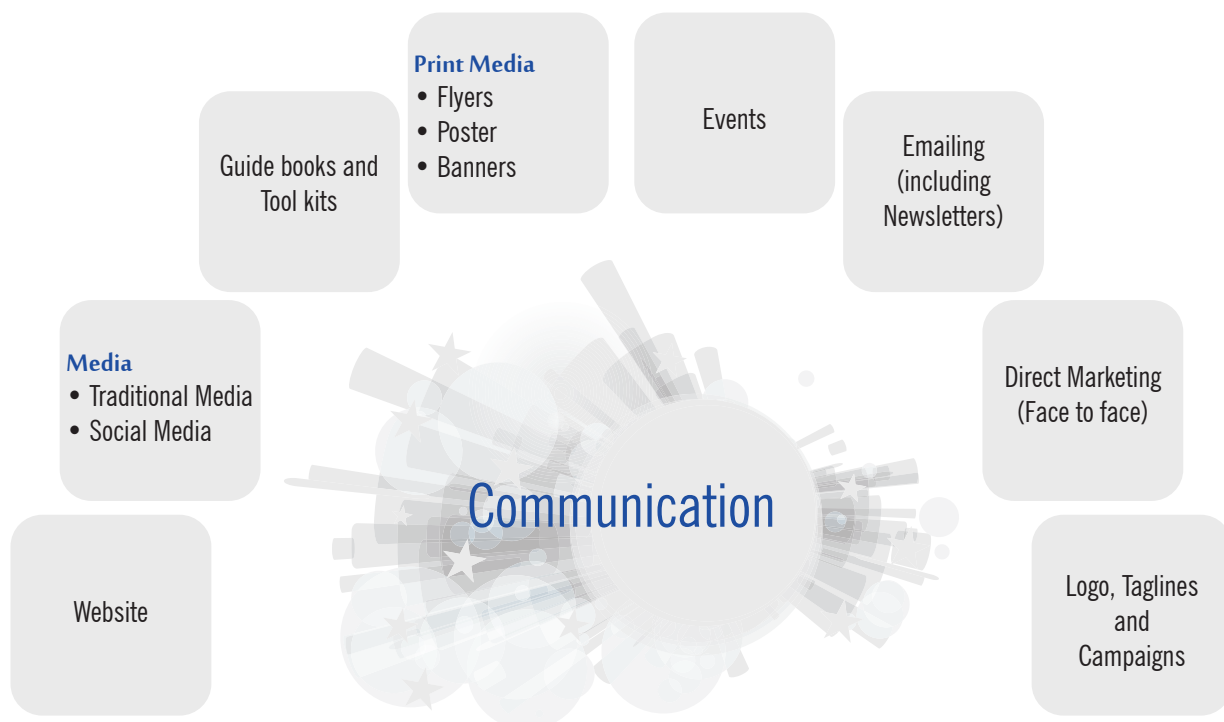 Print Media
• Flyers
• Poster
• Banners
Events
Guide books and
Tool kits
Emailing
(including
Newsletters)
Media
• Traditional Media
• Social Media
Direct Marketing
(Face to face)
Communication
Website
Logo, Taglines
and
Campaigns